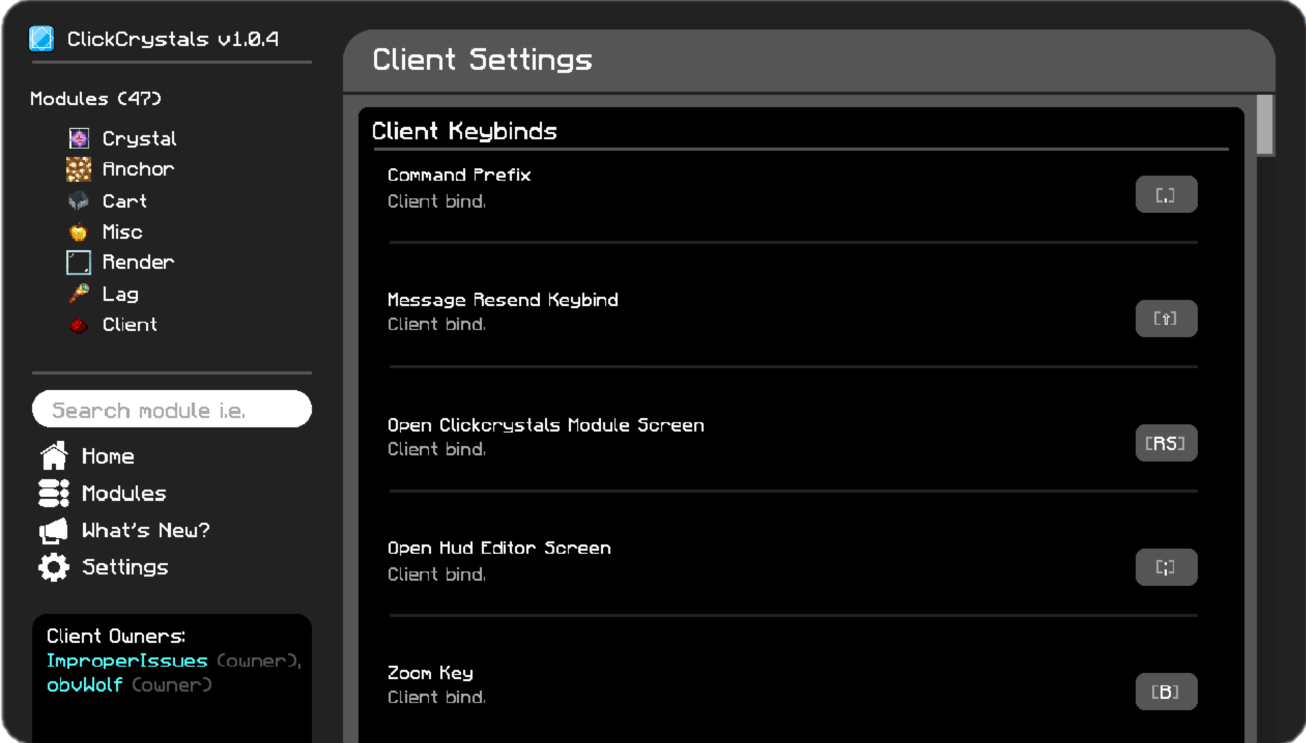 ClickCrystals v1.0.4
Modules (47)
Crystal
Anchor
Cart
Misc
Render
Lag
Client
Search module i.e.
Home
Modules
What's New?
Settings
Client Owners:
ImproperIssues (owner),
obvWolf (owner)
Client Settings
Client Keybinds
Command Prefix
Client bind.
[.]
Message Resend Keybind
Client bind.
[⇑]
Open Clickcrystals Module Screen
Client bind.
[RS]
Open Hud Editor Screen
Client bind.
[;]
Zoom Key
Client bind.
[B]